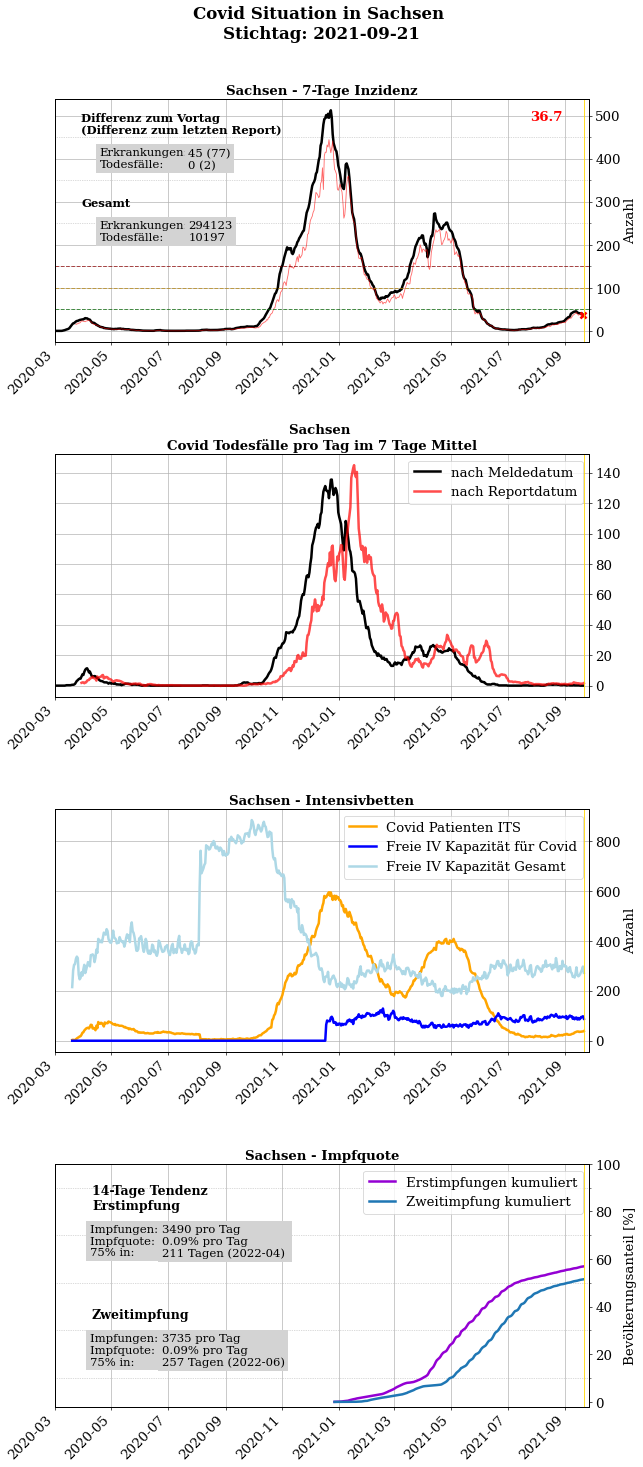 Covid Situation in Sachsen
Stichtag: 2021-09-21
Sachsen - 7-Tage Inzidenz
Differenz zum Vortag
(Differenz zum letzten Report)
Erkrankungen 45 (77)
Todesfälle: 0 (2)
Gesamt
Erkrankungen 294123
Todesfälle: 10197
36.7
500
400
300
200
100
0
Anzahl
2020-03
2020-05
2020-07
2020-09
2020-11
2021-01
2021-03
2021-05
2021-07
2021-09
Sachsen
Covid Todesfälle pro Tag im 7 Tage Mittel
nach Meldedatum
nach Reportdatum
140
120
100
80
60
40
20
0
2020-03
2020-05
2020-07
2020-09
2020-11
2021-01
2021-03
2021-05
2021-07
2021-09
Sachsen - Intensivbetten
Covid Patienten ITS
Freie IV Kapazität für Covid
Freie IV Kapazität Gesamt
800
600
400
200
0
Anzahl
2020-03
2020-05
2020-07
2020-09
2020-11
2021-01
2021-03
2021-05
2021-07
2021-09
Sachsen - Impfquote
14-Tage Tendenz
Erstimpfung
Impfungen: 3490 pro Tag
Impfquote: 0.09% pro Tag
75% in: 211 Tagen (2022-04)
Zweitimpfung
Impfungen: 3735 pro Tag
Impfquote: 0.09% pro Tag
75% in: 257 Tagen (2022-06)
Erstimpfungen kumuliert
Zweitimpfung kumuliert
100
80
60
40
20
0
Bevölkerungsanteil [%]
2020-03
2020-05
2020-07
2020-09
2020-11
2021-01
2021-03
2021-05
2021-07
2021-09